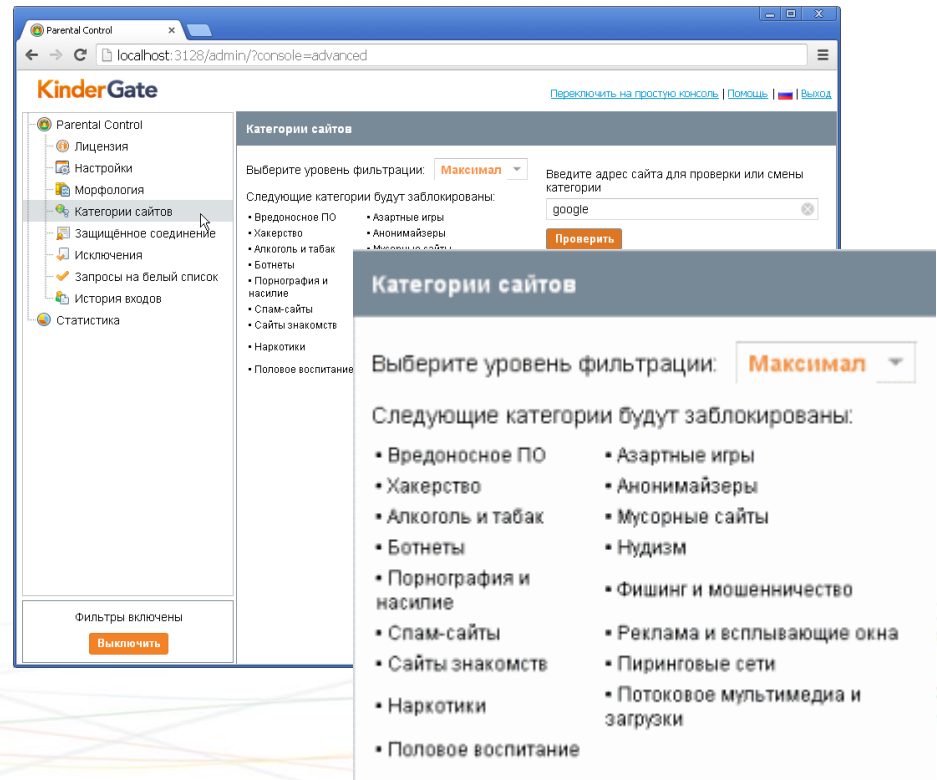 Parental Control
localhost:3128/admin/?console=advanced
KinderGate
Переключить на простую консоль | Помощь | | Выход
Parental Control
Лицензия
Настройки
Морфология
Категории сайтов
Защищённое соединение
Исключения
Запросы на белый список
История входов
Статистика
Фильтры включены
Выключить
Категории сайтов
Выберите уровень фильтрации: Максимал
Следующие категории будут заблокированы:
▪ Вредоносное ПО ▪ Азартные игры
▪ Хакерство ▪ Анонимайзеры
▪ Алкоголь и табак ▪ Мусорные сайты
▪ Ботнеты
▪ Порнография и
насилие
▪ Спам-сайты
▪ Сайты знакомств
▪ Наркотики
▪ Половое воспитание
Введите адрес сайта для проверки или смены
категории
google
Проверить
Категории сайтов
Выберите уровень фильтрации: Максимал
Следующие категории будут заблокированы:
▪ Вредоносное ПО ▪ Азартные игры
▪ Хакерство ▪ Анонимайзеры
▪ Алкоголь и табак ▪ Мусорные сайты
▪ Ботнеты ▪ Нудизм
▪ Порнография и
насилие ▪ Фишинг и мошенничество
▪ Спам-сайты ▪ Реклама и всплывающие окна
▪ Сайты знакомств ▪ Пиринговые сети
▪ Наркотики ▪ Потоковое мультимедиа и
загрузки
▪ Половое воспитание